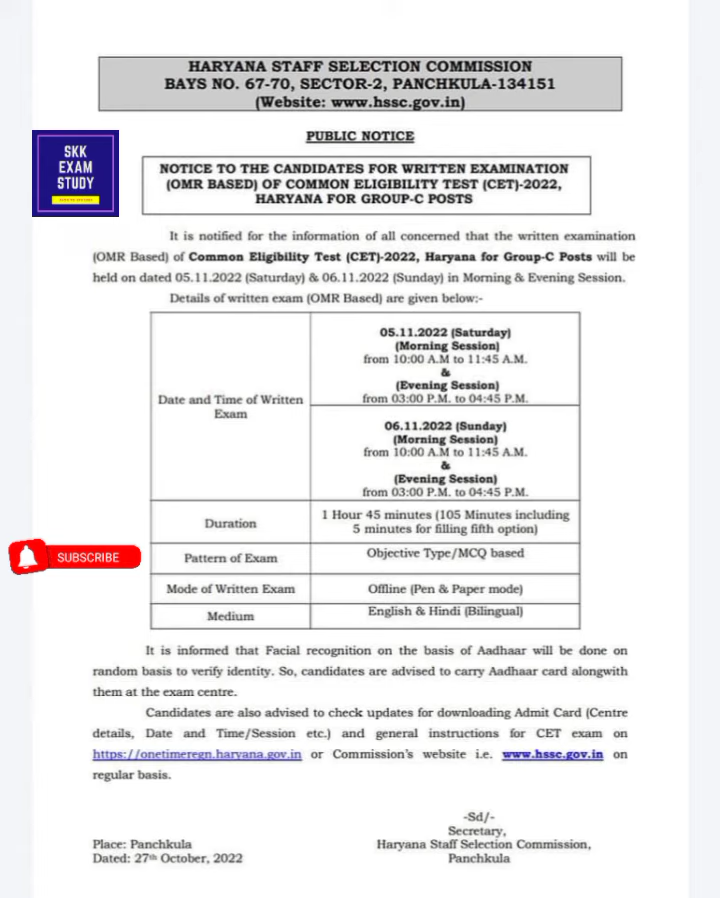 HARYANA STAFF SELECTION COMMISSION
BAYS NO. 67-70, SECTOR-2, PANCHKULA-134151
(Website: www.hssc.gov.in)
PUBLIC NOTICE
SKK
EXAM
STUDY
NOTICE TO THE CANDIDATES FOR WRITTEN EXAMINATION
(OMR BASED) OF COMMON ELIGIBILITY TEST (CET)-2022,
HARYANA FOR GROUP-C POSTS
It is notified for the information of all concerned that the written examination
(OMR Based) of Common Eligibility Test (CET)-2022, Haryana for Group-C Posts will be
held on dated 05.11.2022 (Saturday) & 06.11.2022 (Sunday) in Morning & Evening Session.
Details of written exam (OMR Based) are given below:-
Date and Time of Written
Exam
05.11.2022 (Saturday)
(Morning Session)
from 10:00 A.M to 11:45 A.M.
&
(Evening Session)
from 03:00 P.M. to 04:45 P.M.
06.11.2022 (Sunday)
(Morning Session)
from 10:00 A.M to 11:45 A.M.
&
(Evening Session)
from 03:00 P.M. to 04:45 P.M.
Duration
1 Hour 45 minutes (105 Minutes including
5 minutes for filling fifth option)
SUBSCRIBE
Pattern of Exam
Objective Type/MCQ based
Mode of Written Exam
Offline (Pen & Paper mode)
Medium
English & Hindi (Bilingual)
It is informed that Facial recognition on the basis of Aadhaar will be done on
random basis to verify identity. So, candidates are advised to carry Aadhaar card alongwith
them at the exam centre.
Candidates are also advised to check updates for downloading Admit Card (Centre
details, Date and Time/Session etc.) and general instructions for CET exam on
https://onetimeregn.haryana.gov.in or Commission's website i.e. www.hssc.gov.in on
regular basis.
-Sd/-
Secretary,
Haryana Staff Selection Commission,
Panchkula
Place: Panchkula
Dated: 27th October, 2022